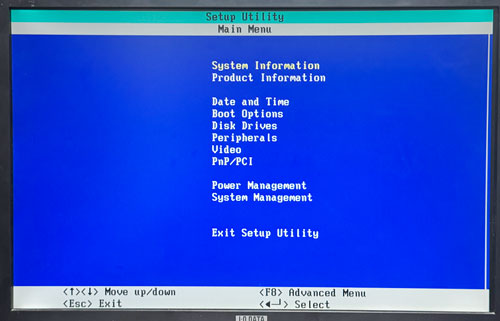 Setup Utility
Main Menu
System Information
Product Information
Date and Time
Boot Options
Disk Drives
Peripherals
Video
PnP/PCI
Power Management
System Management
Exit Setup Utility
<↑><↓> Move up/down <F8> Advanced Menu
<Esc> Exit <◄─┘> Select
I-O DATA